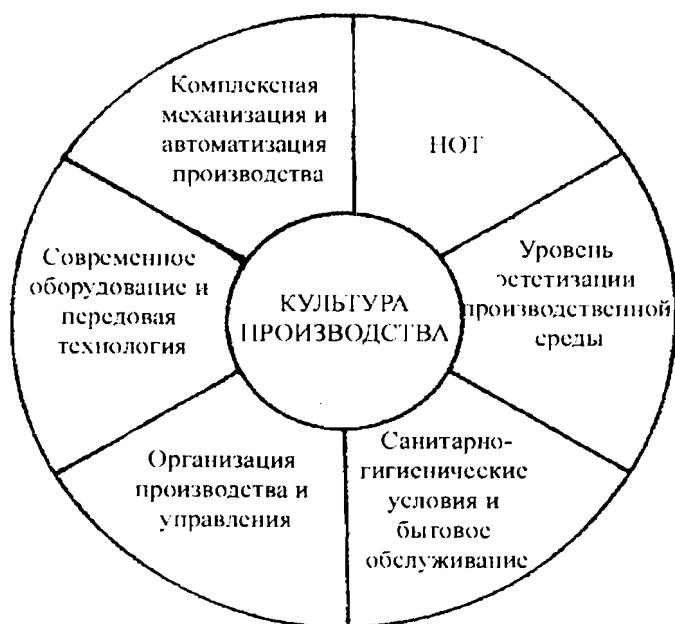 Комплексная
механизация и
автоматизация
производства
НОТ
Уровень
эстетизации
производственной
среды
Санитарно-
гигиенические
условия и
бытовое
обслуживание
Организация
производства и
управления
Современное
оборудование и
передовая
технология
КУЛЬТУРА
ПРОИЗВОДСТВА